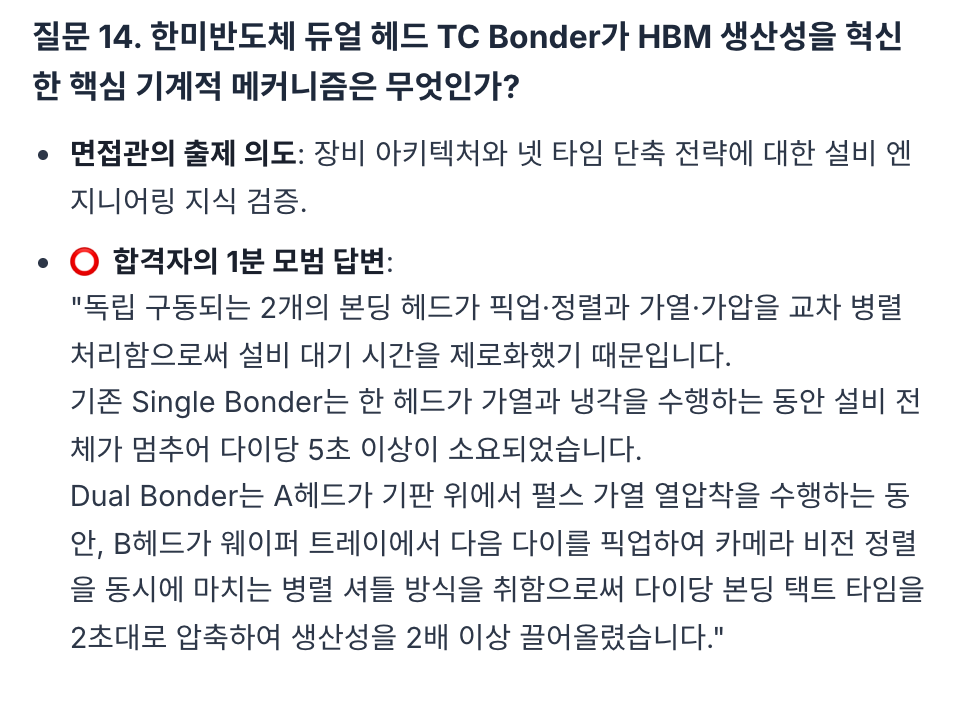 질문 14. 한미반도체 듀얼 헤드 TC Bonder가 HBM 생산성을 혁신
한 핵심 기계적 메커니즘은 무엇인가?
• 면접관의 출제 의도: 장비 아키텍처와 넷 타임 단축 전략에 대한 설비 엔
지니어링 지식 검증.
• ⭕ 합격자의 1분 모범 답변:
"독립 구동되는 2개의 본딩 헤드가 픽업·정렬과 가열·가압을 교차 병렬
처리함으로써 설비 대기 시간을 제로화했기 때문입니다.
기존 Single Bonder는 한 헤드가 가열과 냉각을 수행하는 동안 설비 전
체가 멈추어 다이당 5초 이상이 소요되었습니다.
Dual Bonder는 A헤드가 기판 위에서 펄스 가열 열압착을 수행하는 동
안, B헤드가 웨이퍼 트레이에서 다음 다이를 픽업하여 카메라 비전 정렬
을 동시에 마치는 병렬 셔틀 방식을 취함으로써 다이당 본딩 택트 타임을
2초대로 압축하여 생산성을 2배 이상 끌어올렸습니다."